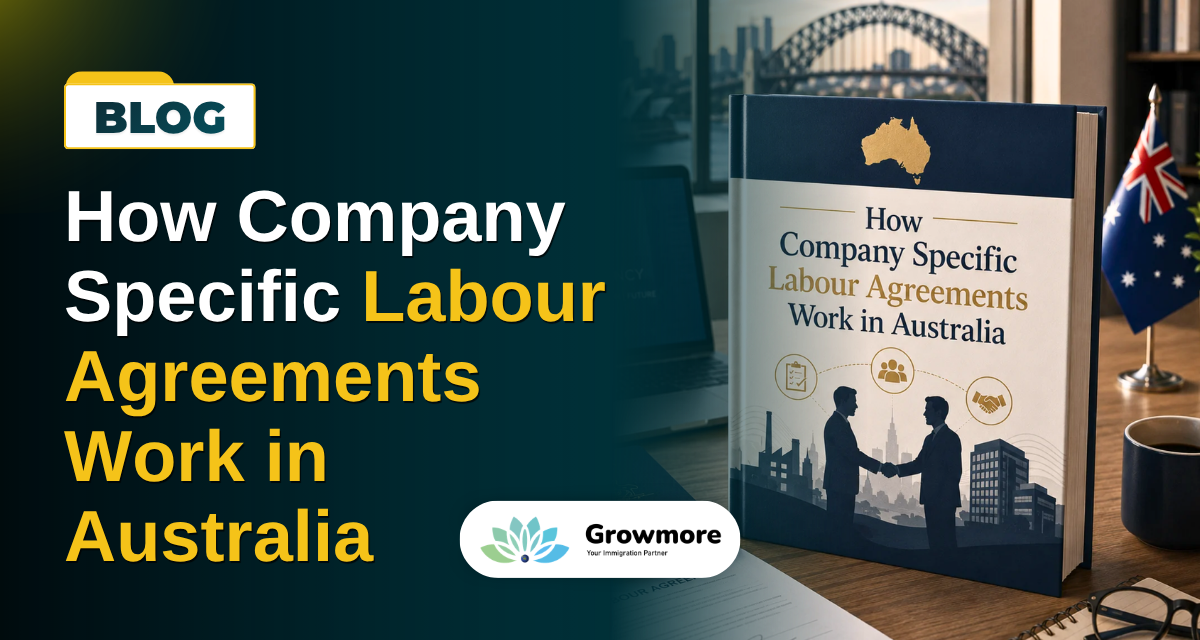 BLOG
How Company
Specific Labour
Agreements
Work in
Australia
Growmore
Your Immigration Partner
How
Company Specific
Labour Agreements
Work in Australia